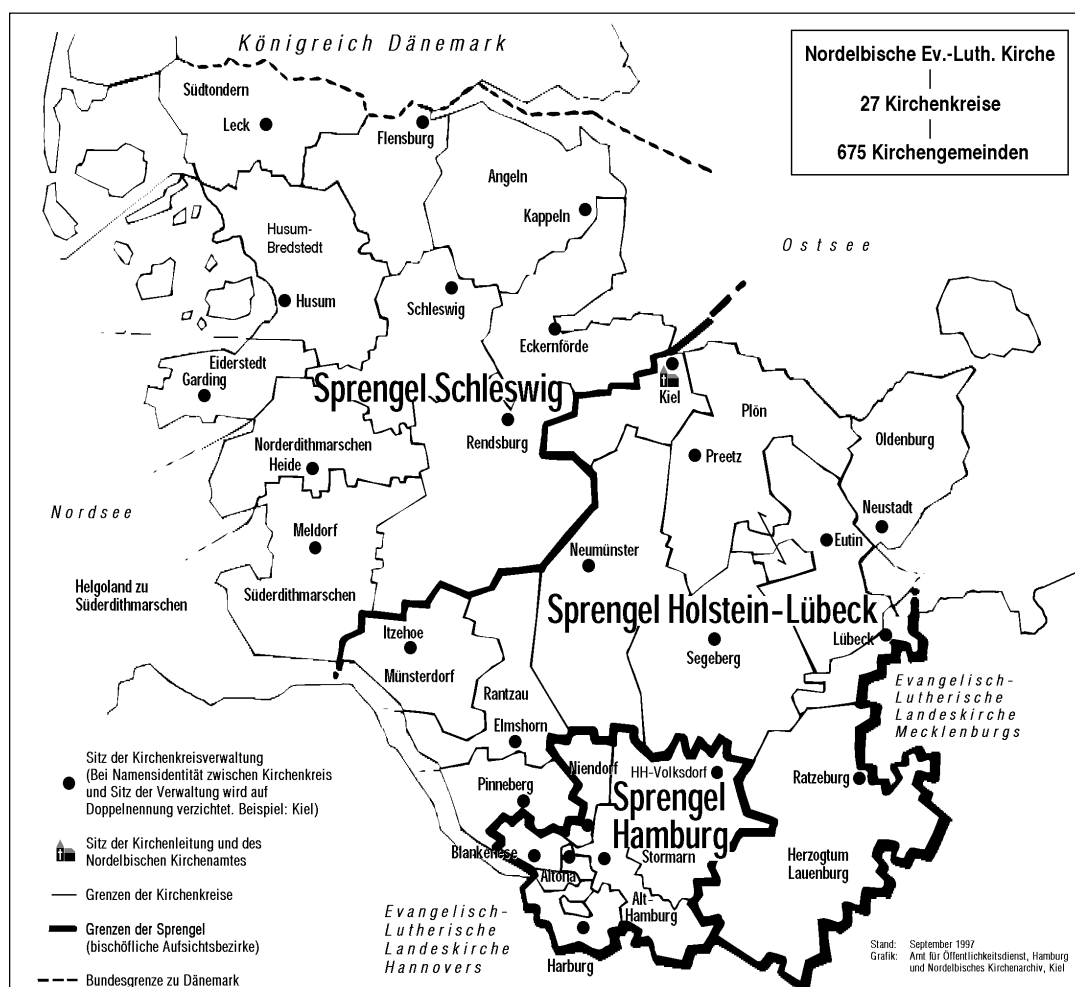 Königreich Dänemark
Nordelbische Ev.-Luth. Kirche
27 Kirchenkreise
675 Kirchengemeinden
Südtondern
Leck
Flensburg
Angeln
Kappeln
Husum-
Bredstedt
Husum
Schleswig
Ostsee
Eckernförde
Eiderstedt
Garding
Sprengel Schleswig
Kiel
Rendsburg
Plön
Preetz
Oldenburg
Norderdithmarschen
Heide
Nordsee
Meldorf
Neustadt
Eutin
Neumünster
Helgoland zu
Süderdithmarschen
Süderdithmarschen
Sprengel Holstein-Lübeck
Itzehoe
Münsterdorf
Segeberg
Lübeck
Rantzau
Elmshorn
Evangelisch-
Lutherische
Landeskirche
Mecklenburgs
Niendorf
HH-Volksdorf
Ratzeburg
Pinneberg
Sprengel
Hamburg
Blankenese
Altona
Stormarn
Herzogtum
Lauenburg
Alt-
Hamburg
Harburg
Evangelisch-
Lutherische
Landeskirche
Hannovers
Sitz der Kirchenkreisverwaltung
(Bei Namensidentität zwischen Kirchenkreis
und Sitz der Verwaltung wird auf
Doppelnennung verzichtet. Beispiel: Kiel)
Sitz der Kirchenleitung und des
Nordelbischen Kirchenamtes
Grenzen der Kirchenkreise
Grenzen der Sprengel
(bischöfliche Aufsichtsbezirke)
Bundesgrenze zu Dänemark
Stand: September 1997
Grafik: Amt für Öffentlichkeitsdienst, Hamburg
und Nordelbisches Kirchenarchiv, Kiel